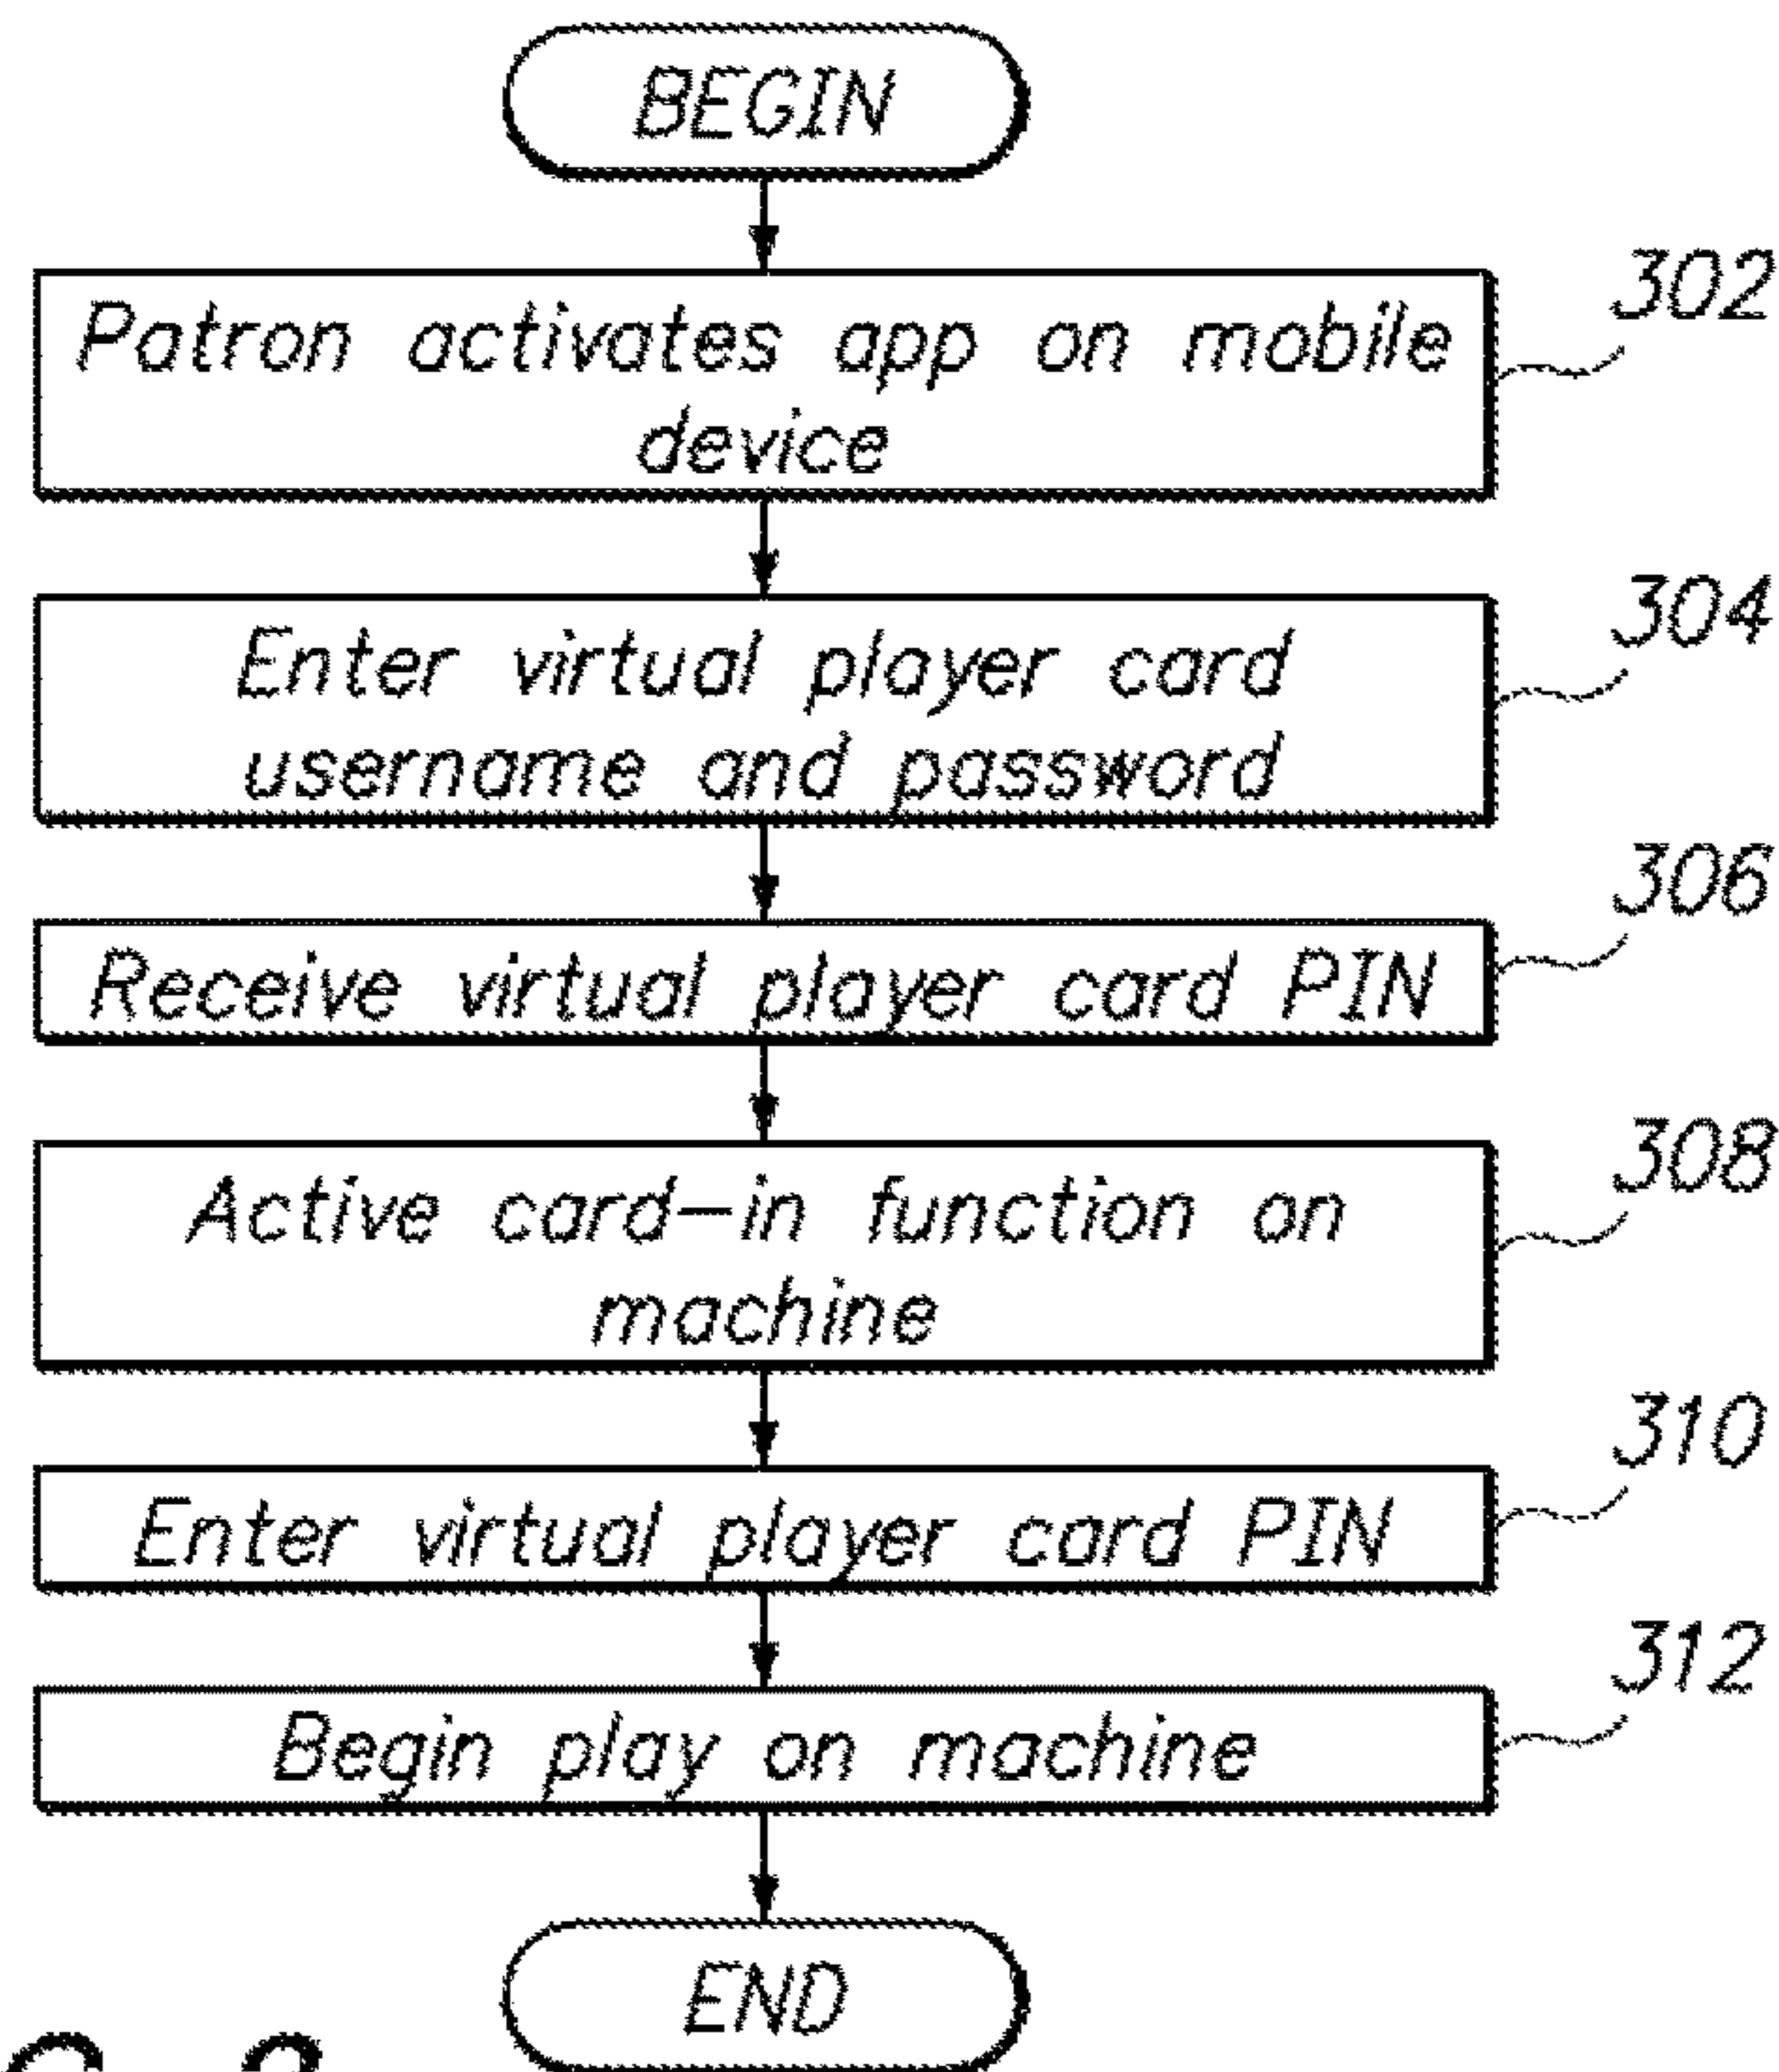 BEGIN
302
Patron activates app on mobile
device
304
Enter virtual player card
username and password
306
Receive virtual player card PIN
308
Active card-in function on
machine
310
Enter virtual player card PIN
312
Begin play on machine
END